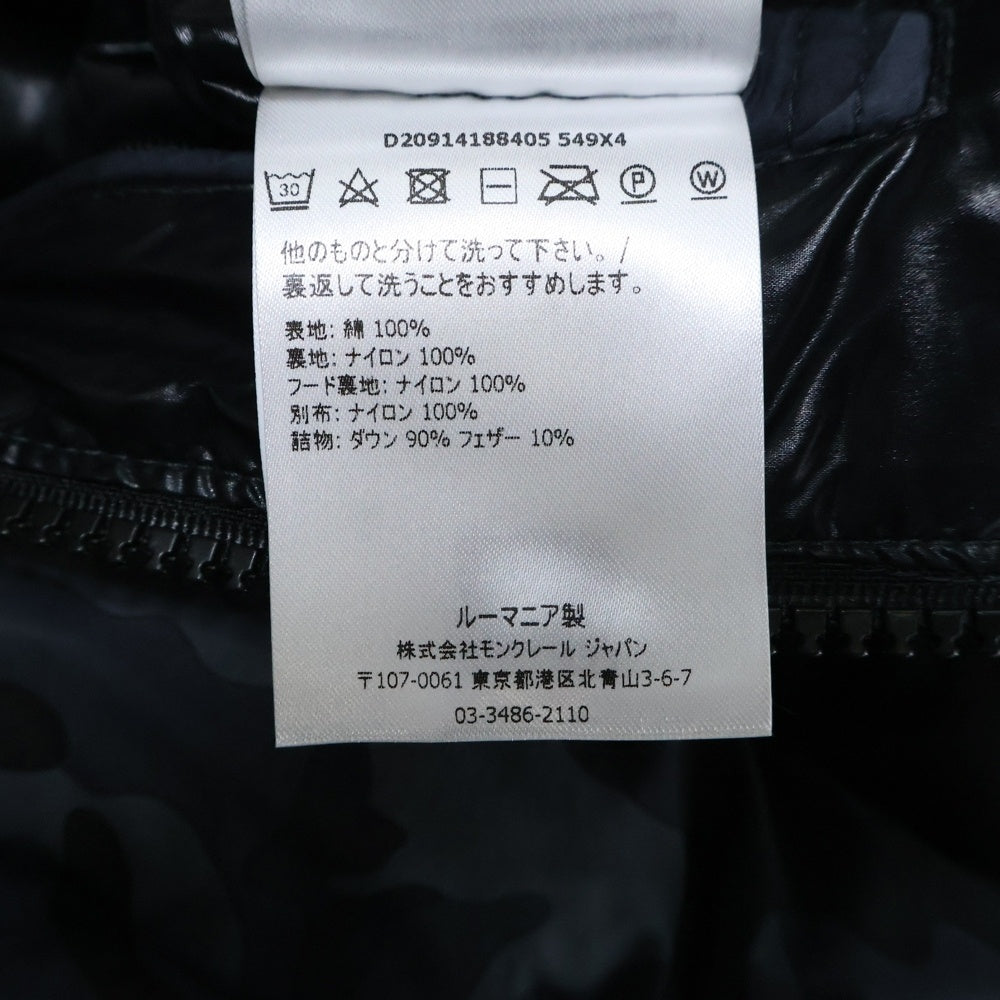 D20914188405 549X4
30 P W
他のものと分けて洗って下さい。/
裏返して洗うことをおすすめします。
表地: 綿 100%
裏地: ナイロン 100%
フード裏地: ナイロン 100%
別布: ナイロン 100%
詰物: ダウン 90% フェザー 10%
ルーマニア製
株式会社モンクレール ジャパン
〒107-0061 東京都港区北青山3-6-7
03-3486-2110